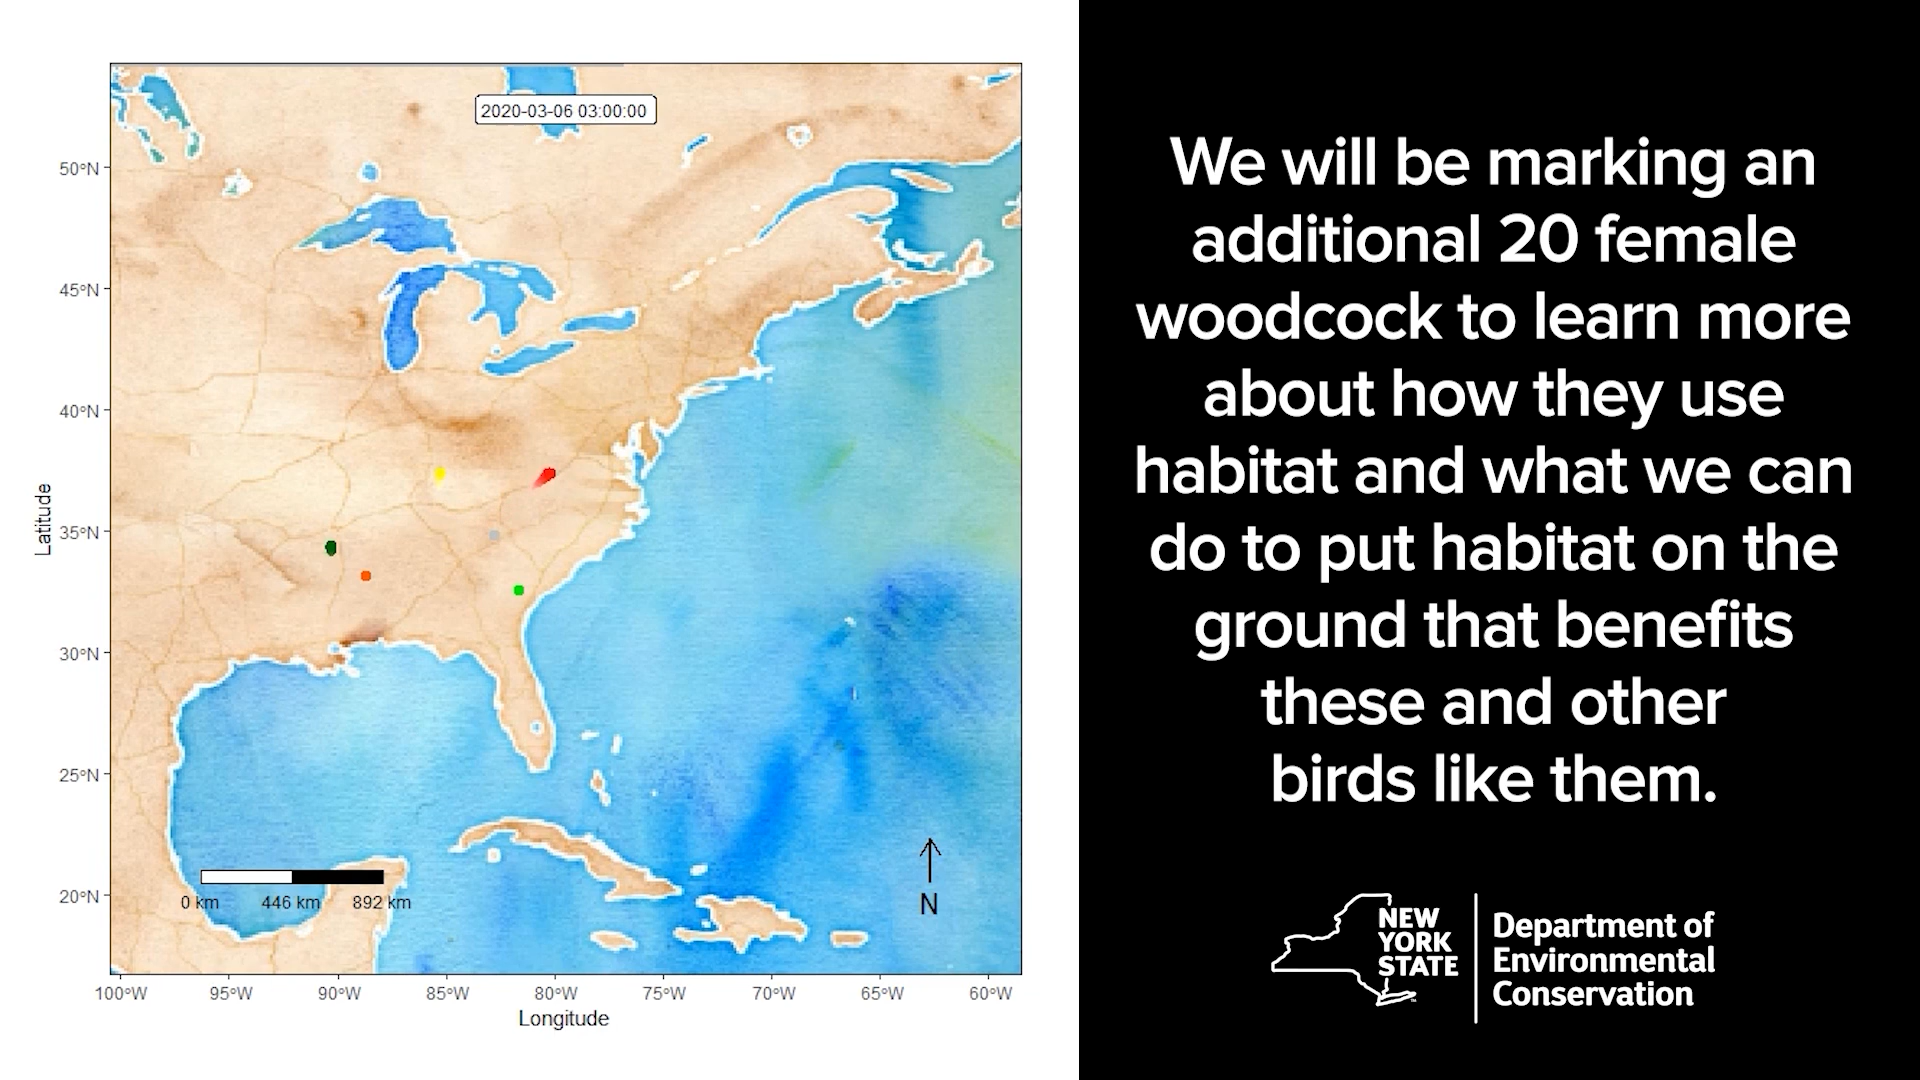 2020-03-06 03:00:00
50°N
45°N
40°N
35°N
30°N
25°N
20°N
Latitude
0 km 446 km 892 km
N
100°W 95°W 90°W 85°W 80°W 75°W 70°W 65°W 60°W
Longitude
We will be marking an
additional 20 female
woodcock to learn more
about how they use
habitat and what we can
do to put habitat on the
ground that benefits
these and other
birds like them.
NEW
YORK
STATE
Department of
Environmental
Conservation